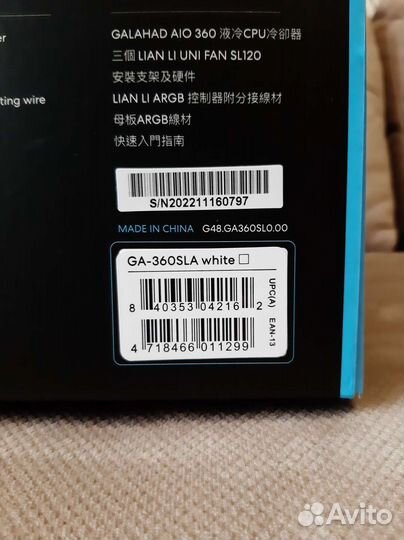 er
ting wire
GALAHAD AIO 360 液冷CPU冷卻器
三個 LIAN LI UNI FAN SL120
安裝支架及硬件
LIAN LI ARGB 控制器附分接線材
母板ARGB線材
快速入門指南
S/N202211160797
MADE IN CHINA G48.GA360SL0.00
GA-360SLA white □
8 40353 04216 2
UPC(A)
4 718466 011299
EAN-13
Avito